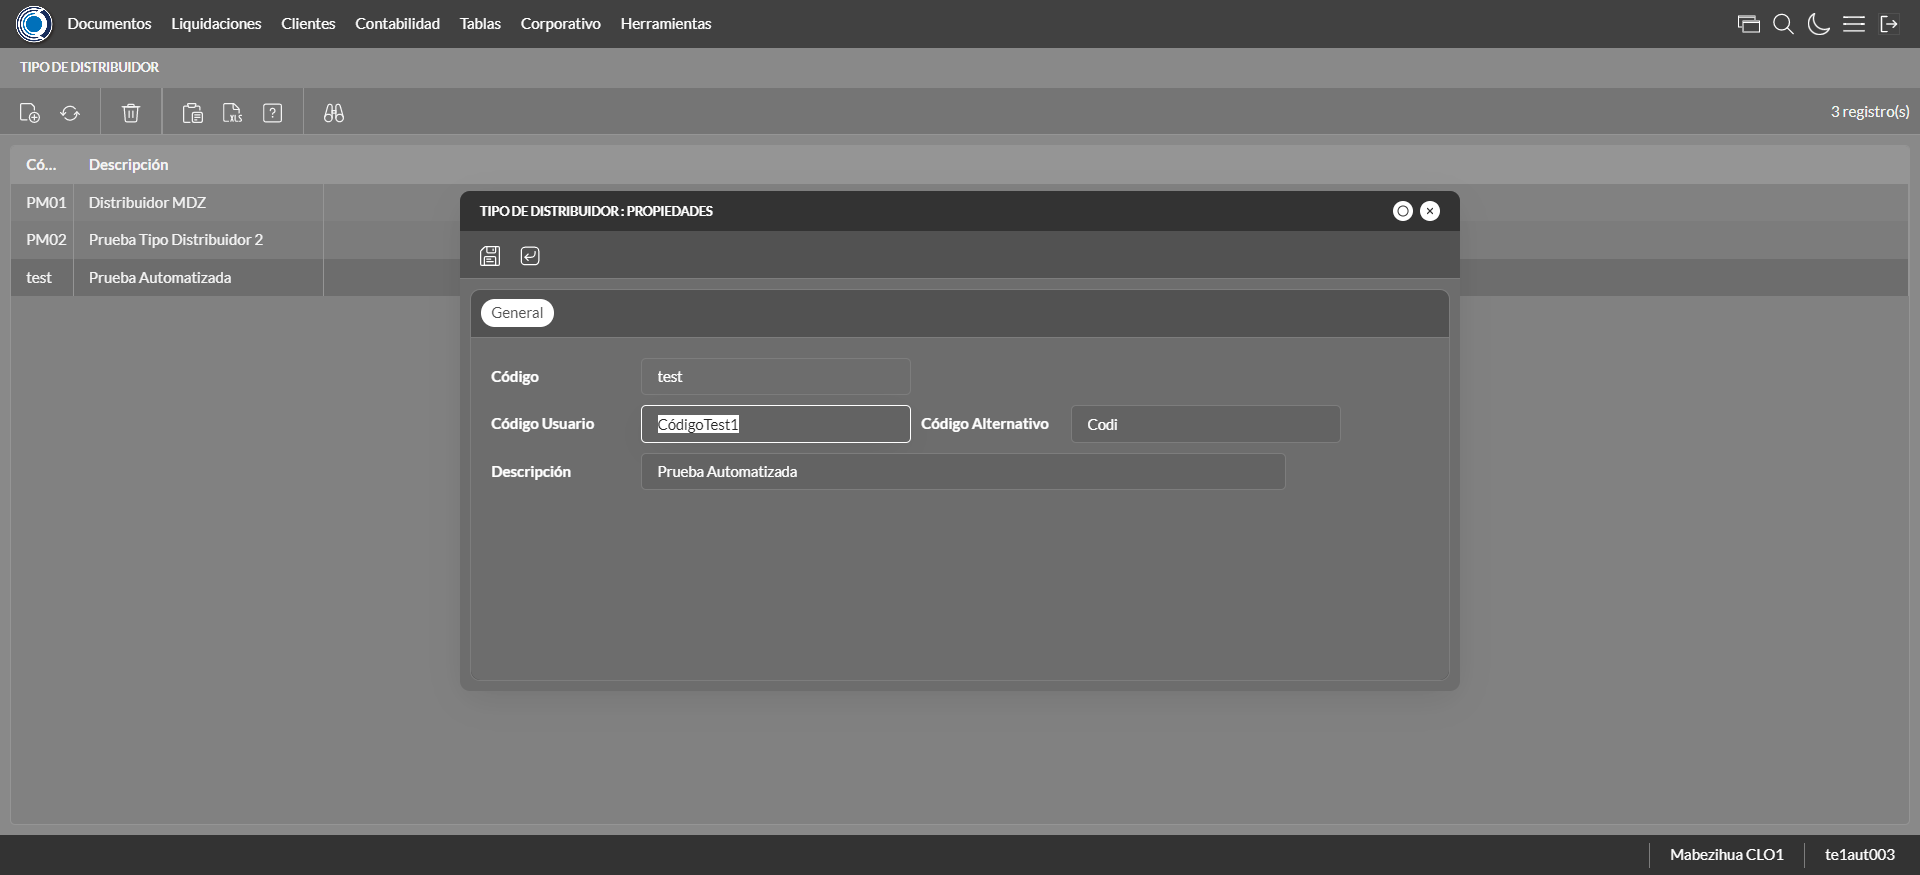 Documentos Liquidaciones Clientes Contabilidad Tablas Corporativo Herramientas
TIPO DE DISTRIBUIDOR
XLS ? 3 registro(s)
Có... Descripción
PM01 Distribuidor MDZ
PM02 Prueba Tipo Distribuidor 2
test Prueba Automatizada
TIPO DE DISTRIBUIDOR : PROPIEDADES
General
Código test
Código Usuario CódigoTest1 Código Alternativo Codi
Descripción Prueba Automatizada
Mabezihua CLO1 te1aut003